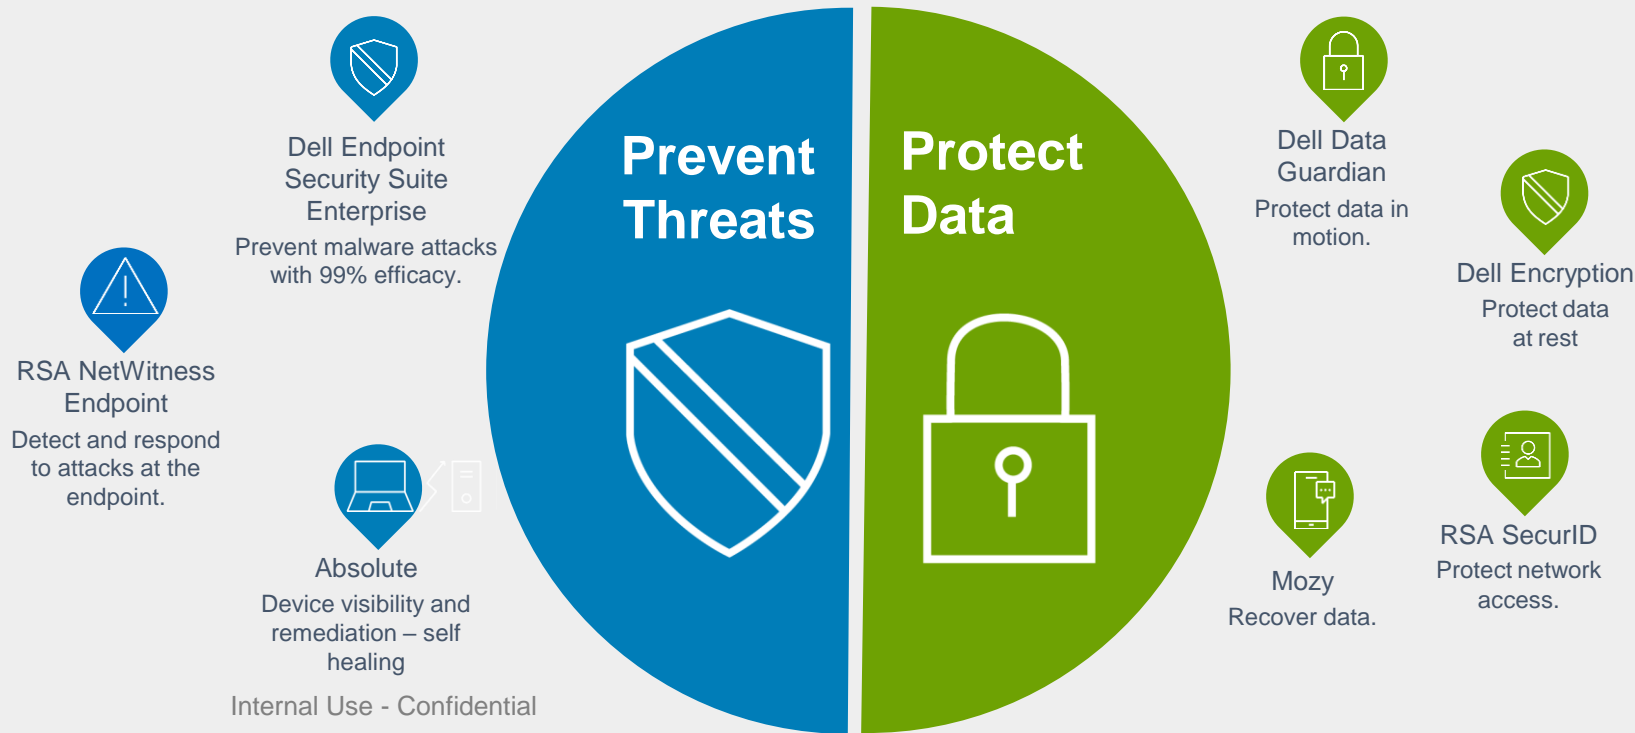 Prevent
Threats
Protect
Data
Dell Endpoint
Security Suite
Enterprise
Prevent malware attacks
with 99% efficacy.
RSA NetWitness
Endpoint
Detect and respond
to attacks at the
endpoint.
Absolute
Device visibility and
remediation – self
healing
Internal Use - Confidential
Dell Data
Guardian
Protect data in
motion.
Dell Encryption
Protect data
at rest
RSA SecurID
Protect network
access.
Mozy
Recover data.